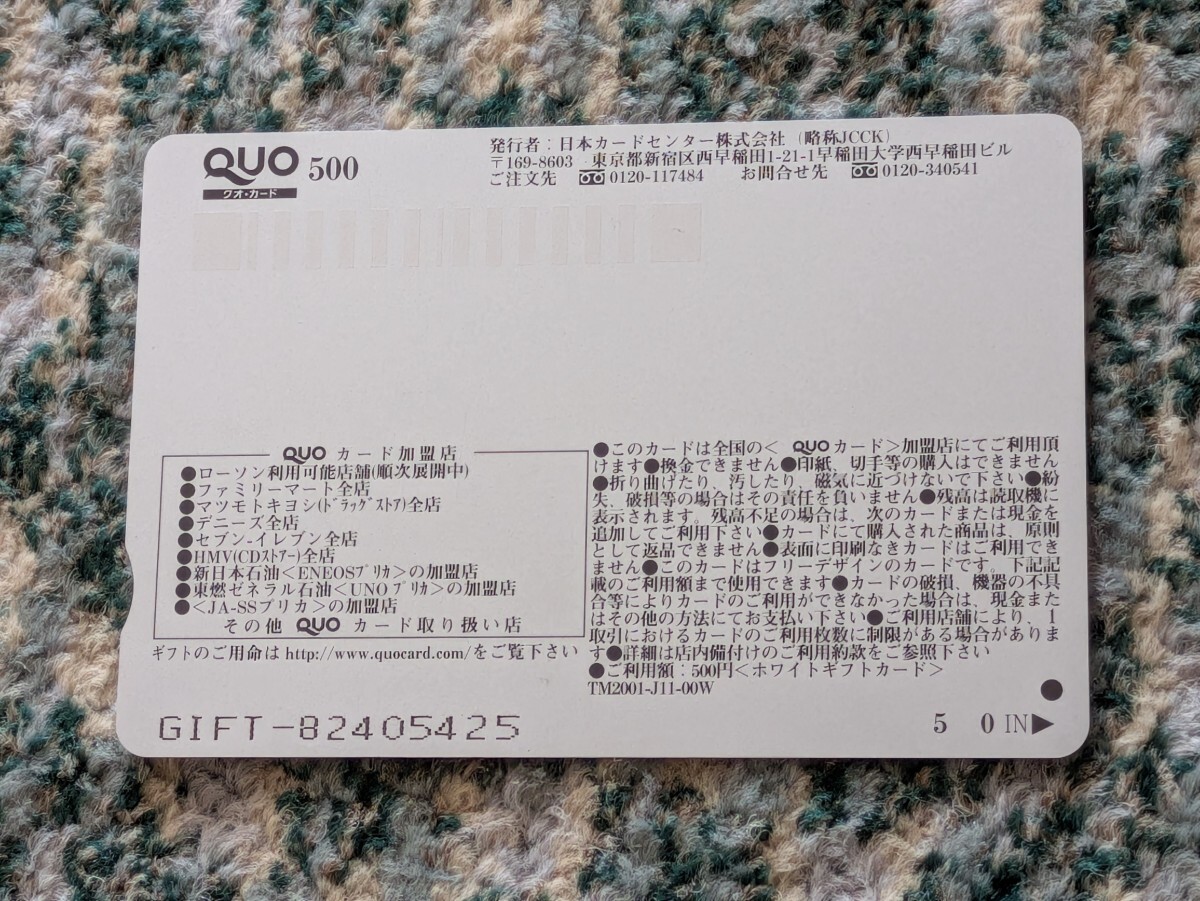 QUO 500
クオ・カード
発行者：日本カードセンター株式会社（略称JCCK）
〒169-8603 東京都新宿区西早稲田1-21-1早稲田大学西早稲田ビル
ご注文先 0120-117484 お問合せ先 0120-340541
QUO カード加盟店
●ローソン利用可能店舗(順次展開中)
●ファミリーマート全店
●マツモトキヨシ(ﾄﾞﾗｯｸﾞｽﾄｱ)全店
●デニーズ全店
●セブン-イレブン全店
●HMV(CDｽﾄｱｰ)全店
●新日本石油＜ENEOSﾌﾟﾘｶ＞の加盟店
●東燃ゼネラル石油＜UNOﾌﾟﾘｶ＞の加盟店
●＜JA-SSプリカ＞の加盟店
その他 QUO カード取り扱い店
ギフトのご用命は http://www.quocard.com/をご覧下さい
●このカードは全国の＜ QUO カード＞加盟店にてご利用頂
けます●換金できません●印紙、切手等の購入はできません
●折り曲げたり、汚したり、磁気に近づけないで下さい●紛
失、破損等の場合はその責任を負いません●残高は読取機に
表示されます。残高不足の場合は、次のカードまたは現金を
追加してご利用下さい●カードにて購入された商品は、原則
として返品できません●表面に印刷なきカードはご利用でき
ません●このカードはフリーデザインのカードです。下記記
載のご利用額まで使用できます●カードの破損、機器の不具
合等によりカードのご利用ができなかった場合は、現金また
はその他の方法にてお支払い下さい●ご利用店舗により、1
取引におけるカードのご利用枚数に制限がある場合がありま
す●詳細は店内備付けのご利用約款をご参照下さい
●ご利用額：500円＜ホワイトギフトカード＞
TM2001-J11-00W
GIFT-82405425
5 0 IN▶